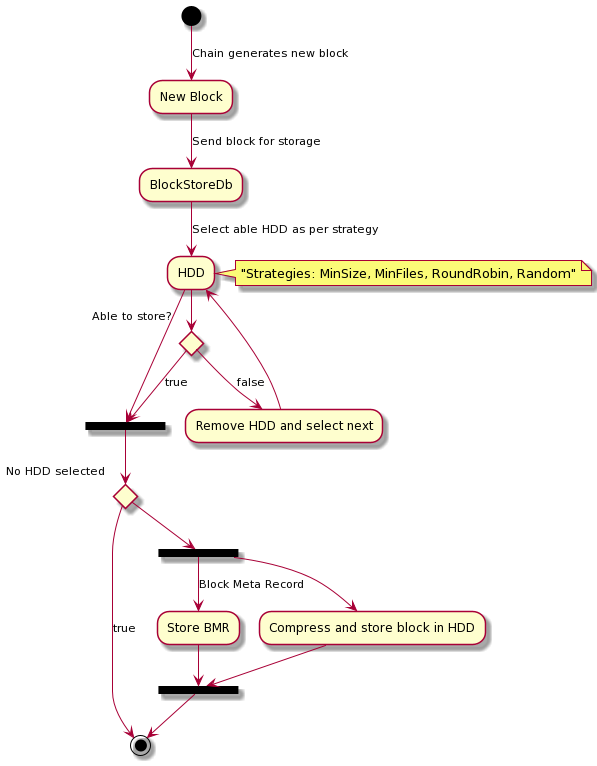 Chain generates new block
New Block
Send block for storage
BlockStoreDb
Select able HDD as per strategy
HDD
"Strategies: MinSize, MinFiles, RoundRobin, Random"
Able to store?
true
false
Remove HDD and select next
No HDD selected
Block Meta Record
true
Store BMR
Compress and store block in HDD